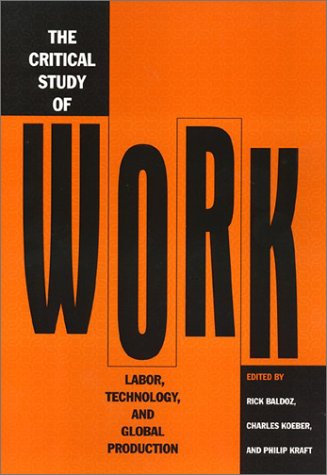 THE
CRITICAL
STUDY
OF
WORK
LABOR,
TECHNOLOGY,
AND
GLOBAL
PRODUCTION
EDITED BY
RICK BALDOZ,
CHARLES KOEBER,
AND PHILIP KRAFT